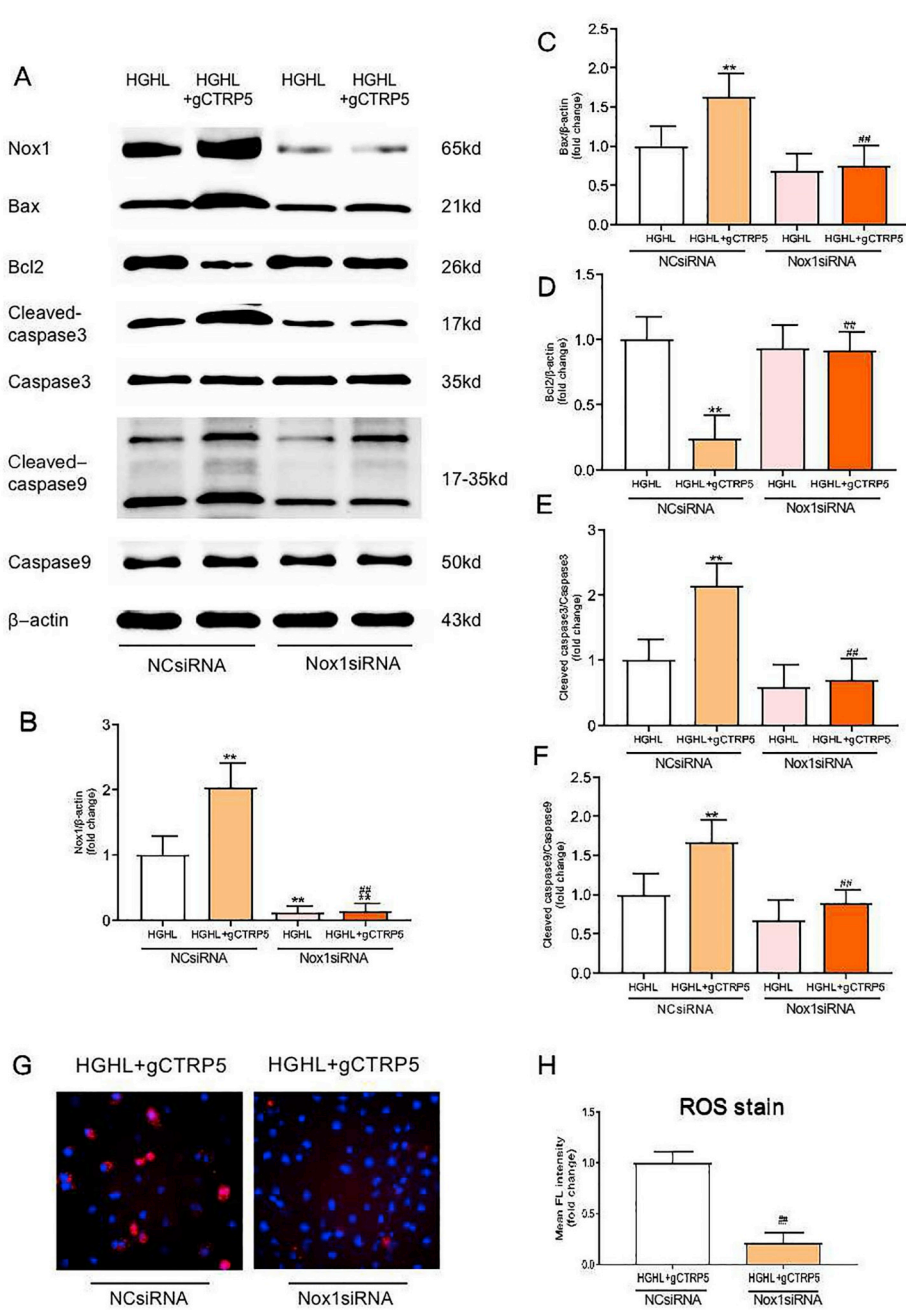 A
HGHL HGHL HGHL HGHL
+gCTRP5 +gCTRP5
Nox1 65kd
Bax 21kd
Bcl2 26kd
Cleaved-
caspase3
17kd
Caspase3 35kd
Cleaved–
caspase9
17-35kd
Caspase9 50kd
β–actin 43kd
NCsiRNA Nox1siRNA
B
Nox1/β-actin
(fold change)
3
2
1
0
**
**
##
**
HGHL HGHL+gCTRP5 HGHL HGHL+gCTRP5
NCsiRNA Nox1siRNA
C
Bax/β-actin
(fold change)
2.5
2.0
1.5
1.0
0.5
0.0
**
##
HGHL HGHL+gCTRP5 HGHL HGHL+gCTRP5
NCsiRNA Nox1siRNA
D
Bcl2/β-actin
(fold change)
1.5
1.0
0.5
0.0
**
##
HGHL HGHL+gCTRP5 HGHL HGHL+gCTRP5
NCsiRNA Nox1siRNA
E
Cleaved caspase3/Caspase3
(fold change)
3
2
1
0
**
##
HGHL HGHL+gCTRP5 HGHL HGHL+gCTRP5
NCsiRNA Nox1siRNA
F
Cleaved caspase9/Caspase9
(fold change)
2.5
2.0
1.5
1.0
0.5
0.0
**
##
HGHL HGHL+gCTRP5 HGHL HGHL+gCTRP5
NCsiRNA Nox1siRNA
G
HGHL+gCTRP5 HGHL+gCTRP5
NCsiRNA Nox1siRNA
H
ROS stain
Mean FL intensity
(fold change)
1.5
1.0
0.5
0.0
##
HGHL+gCTRP5 HGHL+gCTRP5
NCsiRNA Nox1siRNA